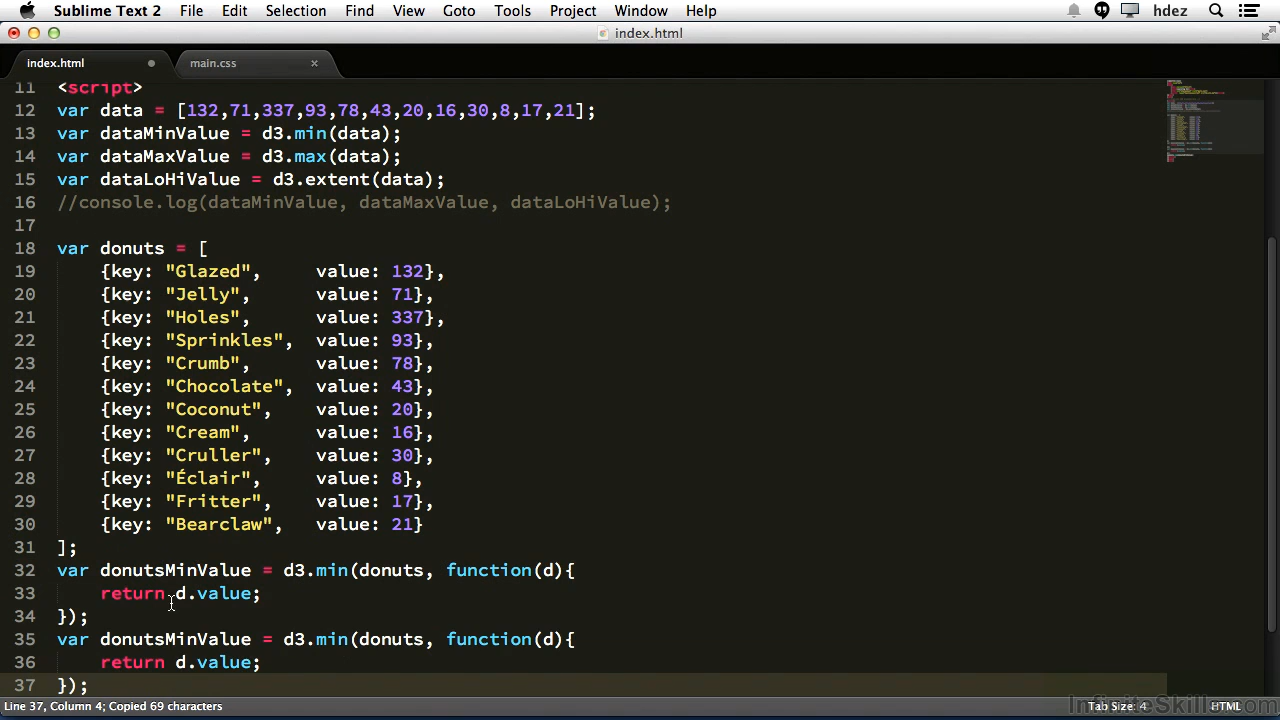 Sublime Text 2 File Edit Selection Find View Goto Tools Project Window Help hdez
index.html
index.html main.css ×
11 <script>
12 var data = [132,71,337,93,78,43,20,16,30,8,17,21];
13 var dataMinValue = d3.min(data);
14 var dataMaxValue = d3.max(data);
15 var dataLoHiValue = d3.extent(data);
16 //console.log(dataMinValue, dataMaxValue, dataLoHiValue);
17
18 var donuts = [
19 {key: "Glazed", value: 132},
20 {key: "Jelly", value: 71},
21 {key: "Holes", value: 337},
22 {key: "Sprinkles", value: 93},
23 {key: "Crumb", value: 78},
24 {key: "Chocolate", value: 43},
25 {key: "Coconut", value: 20},
26 {key: "Cream", value: 16},
27 {key: "Cruller", value: 30},
28 {key: "Éclair", value: 8},
29 {key: "Fritter", value: 17},
30 {key: "Bearclaw", value: 21}
31 ];
32 var donutsMinValue = d3.min(donuts, function(d){
33 return d.value;
34 });
35 var donutsMinValue = d3.min(donuts, function(d){
36 return d.value;
37 });
Line 37, Column 4; Copied 69 characters Tab Size: 4 HTML
InfiniteSkills.com